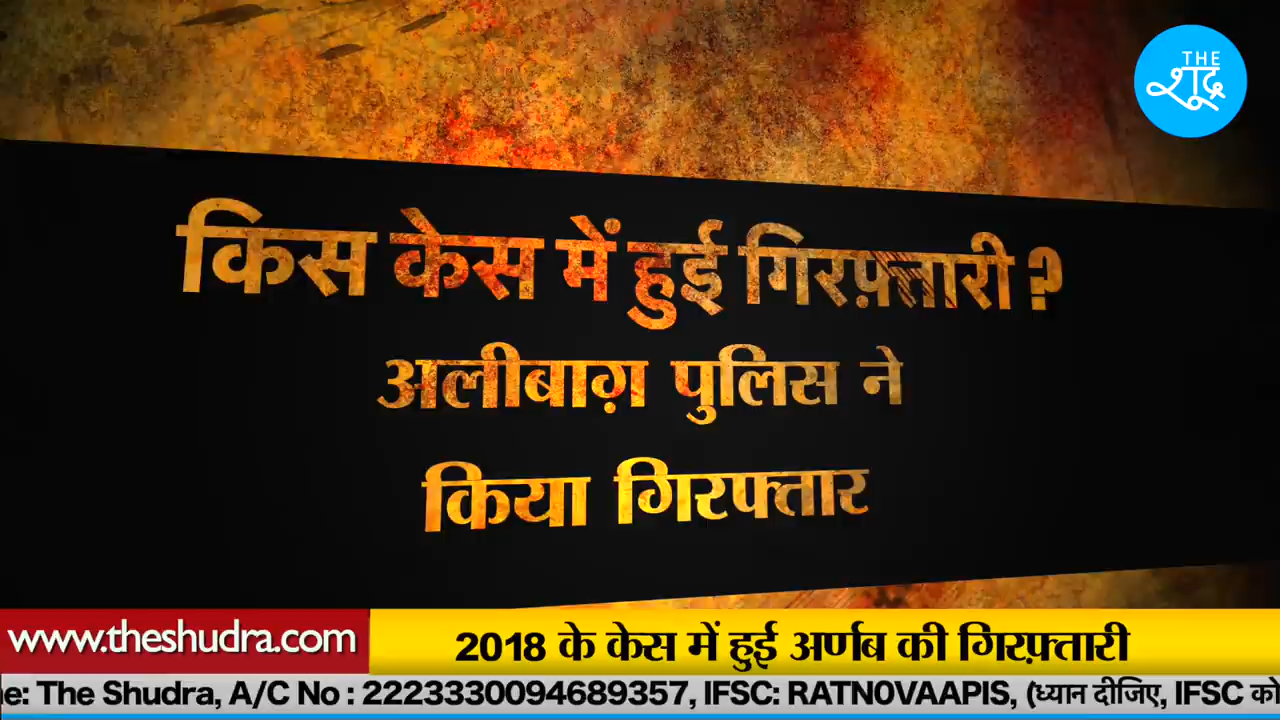 THE
शूद्र
किस केस में हुई गिरफ़्तारी ?
अलीबाग़ पुलिस ने
किया गिरफ्तार
www.theshudra.com
2018 के केस में हुई अर्णब की गिरफ़्तारी
e: The Shudra, A/C No : 2223330094689357, IFSC: RATN0VAAPIS, (ध्यान दीजिए, IFSC को